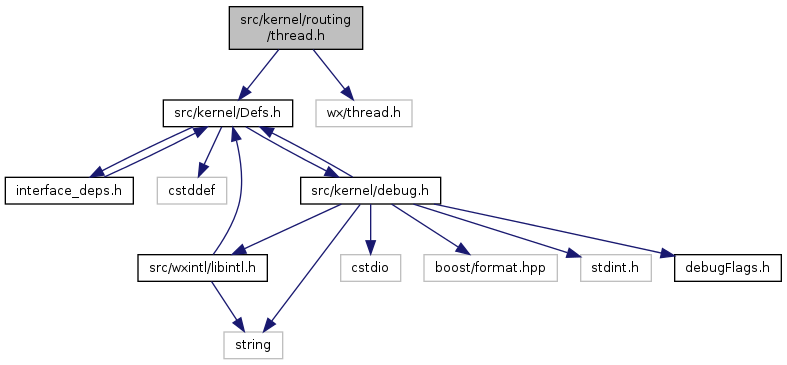 src/kernel/routing
/thread.h
src/kernel/Defs.h
wx/thread.h
interface_deps.h
cstddef
src/kernel/debug.h
src/wxintl/libintl.h
cstdio
boost/format.hpp
stdint.h
debugFlags.h
string